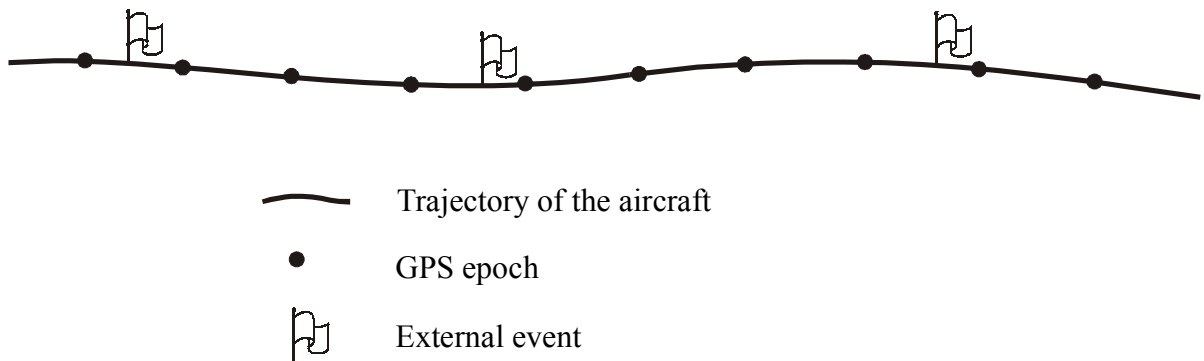 Trajectory of the aircraft
GPS epoch
External event